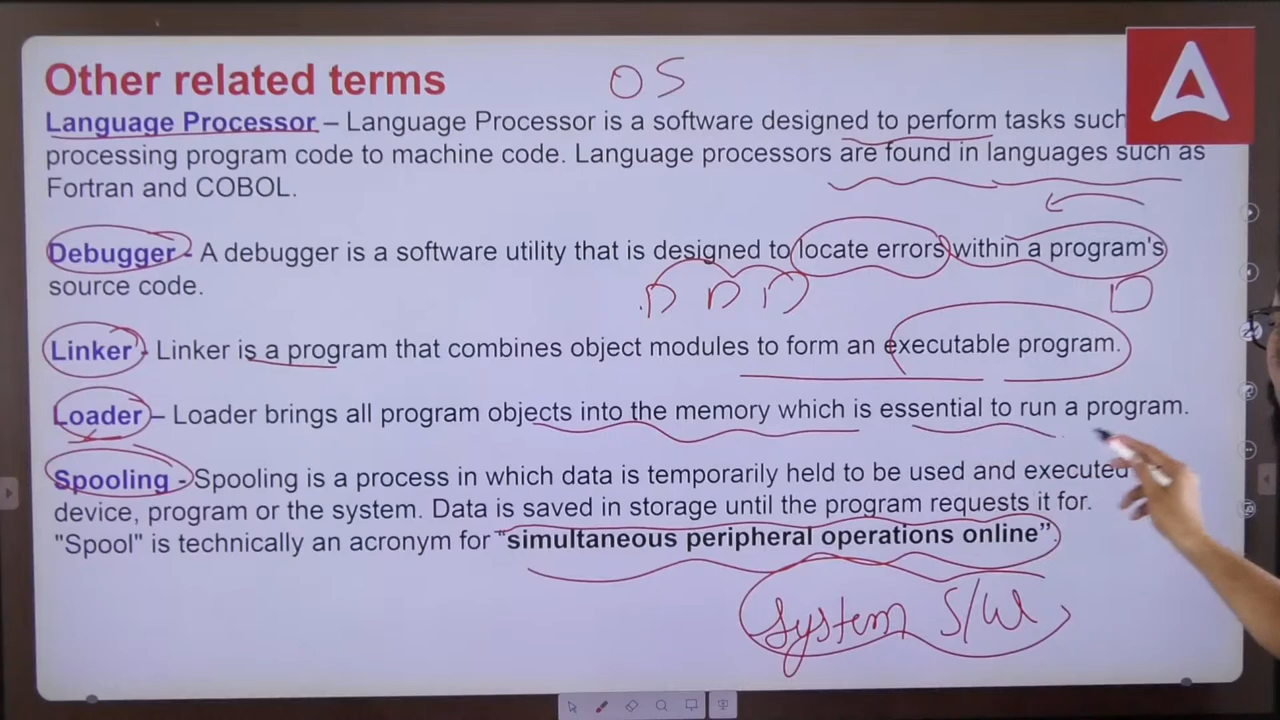 Other related terms OS
Language Processor – Language Processor is a software designed to perform tasks such
processing program code to machine code. Language processors are found in languages such as
Fortran and COBOL.
Debugger - A debugger is a software utility that is designed to locate errors within a program's
source code.
Linker - Linker is a program that combines object modules to form an executable program.
Loader – Loader brings all program objects into the memory which is essential to run a program.
Spooling - Spooling is a process in which data is temporarily held to be used and executed
device, program or the system. Data is saved in storage until the program requests it for.
"Spool" is technically an acronym for "simultaneous peripheral operations online”.
System S/W